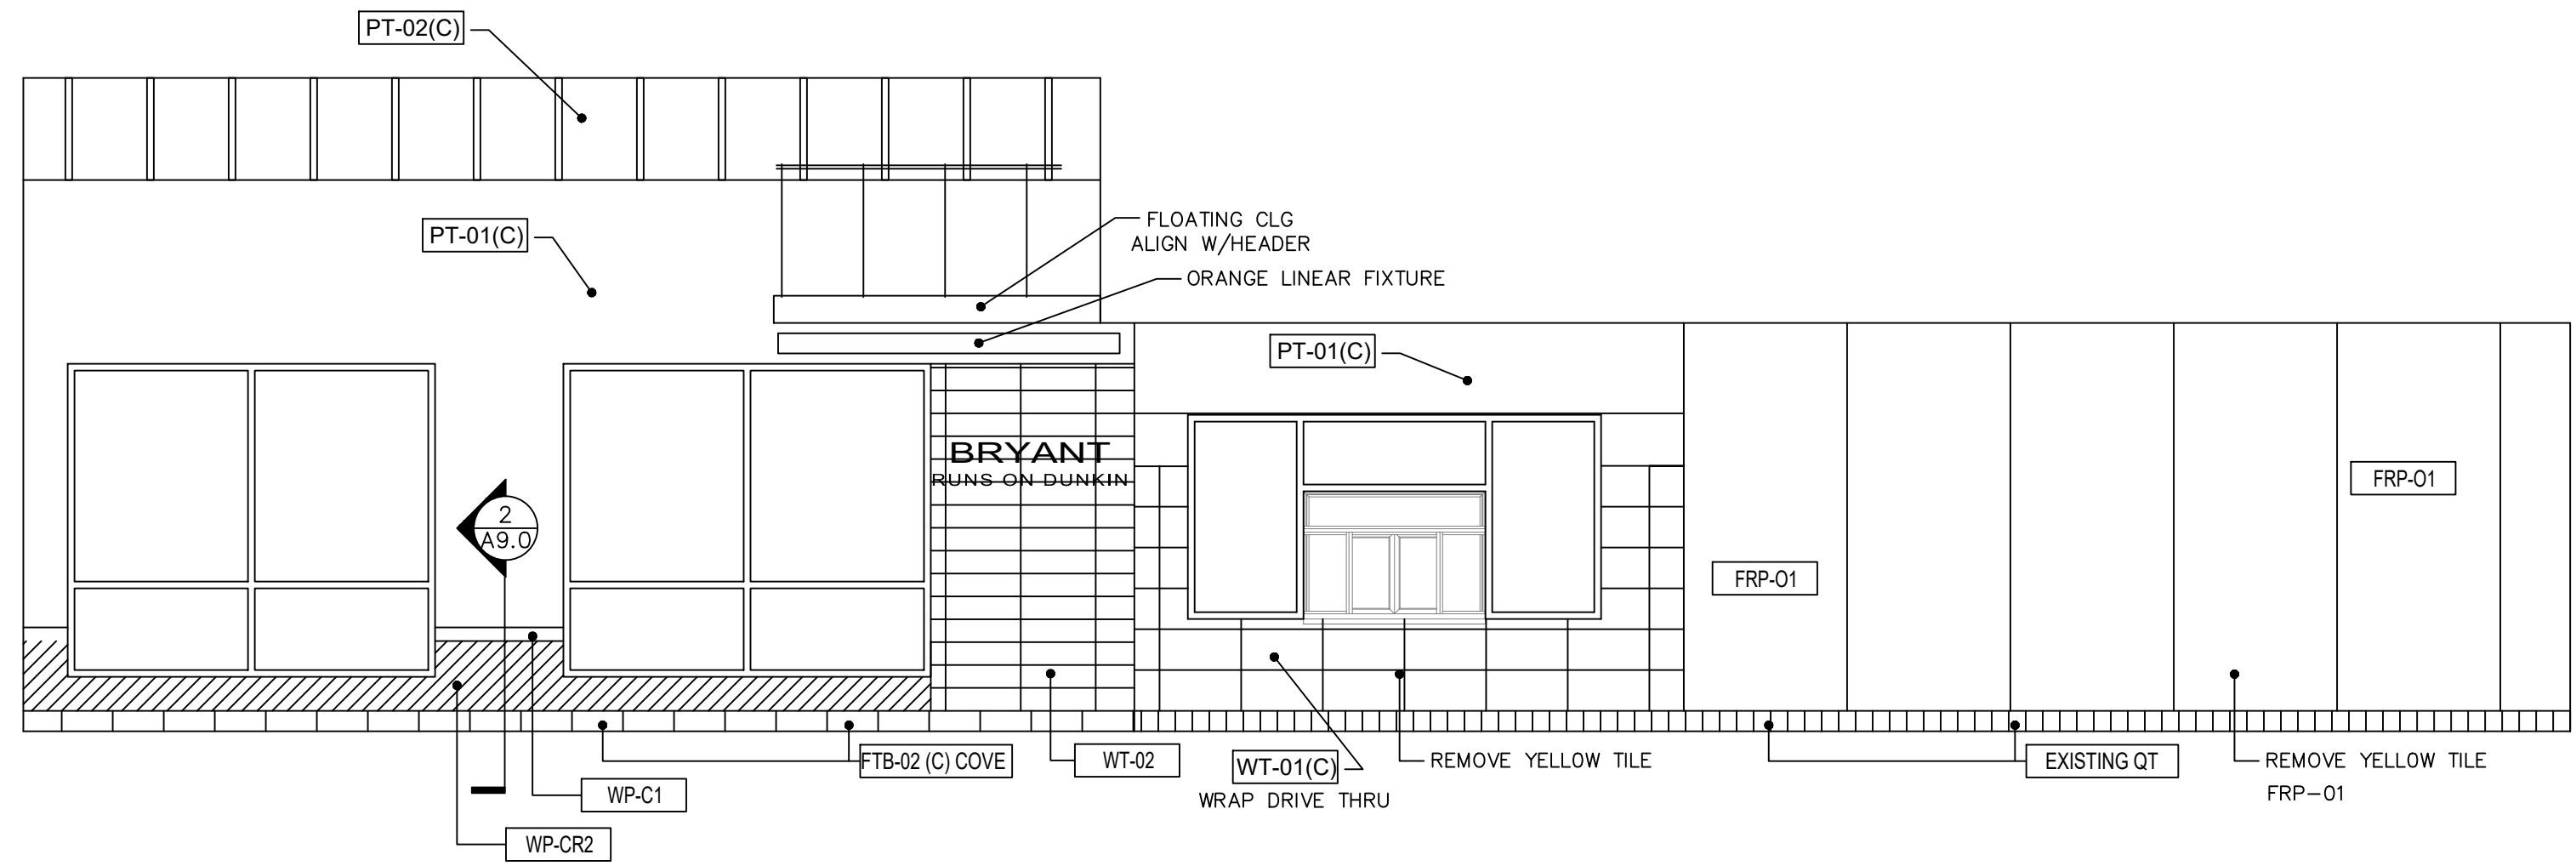 PT-02(C)
PT-01(C)
FLOATING CLG
ALIGN W/HEADER
ORANGE LINEAR FIXTURE
PT-01(C)
BRYANT
RUNS ON DUNKIN
FRP-O1
2
A9.0
FRP-O1
FTB-02 (C) COVE
WT-02
WT-01(C)
WRAP DRIVE THRU
REMOVE YELLOW TILE
EXISTING QT
REMOVE YELLOW TILE
FRP-01
WP-C1
WP-CR2